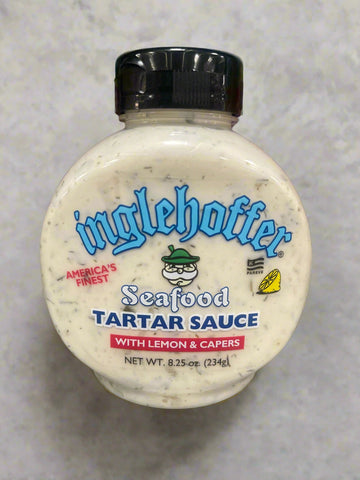 inglehoffer®
AMERICA'S
FINEST
PAREVE
Seafood
TARTAR SAUCE
WITH LEMON & CAPERS
NET WT. 8.25 oz. (234g)